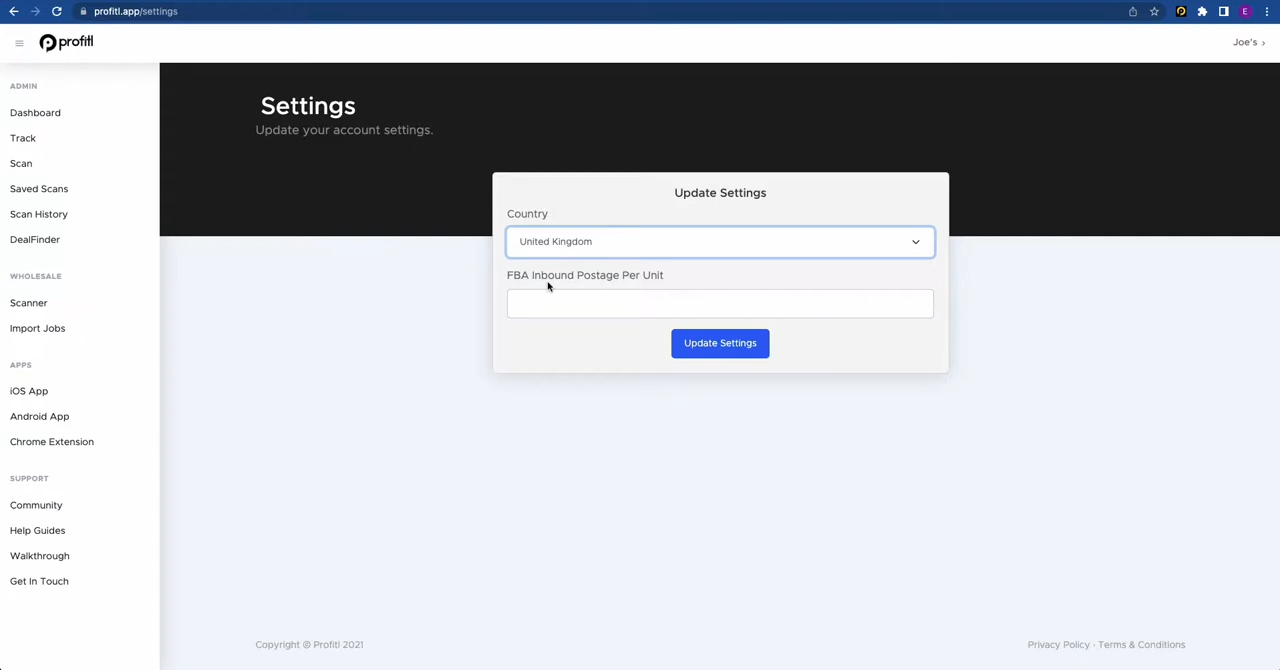 profitl.app/settings
E
profitl
Joe's
ADMIN
Dashboard
Track
Scan
Saved Scans
Scan History
DealFinder
WHOLESALE
Scanner
Import Jobs
APPS
iOS App
Android App
Chrome Extension
SUPPORT
Community
Help Guides
Walkthrough
Get In Touch
Settings
Update your account settings.
Update Settings
Country
United Kingdom
FBA Inbound Postage Per Unit
Update Settings
Copyright © Profitl 2021
Privacy Policy · Terms & Conditions